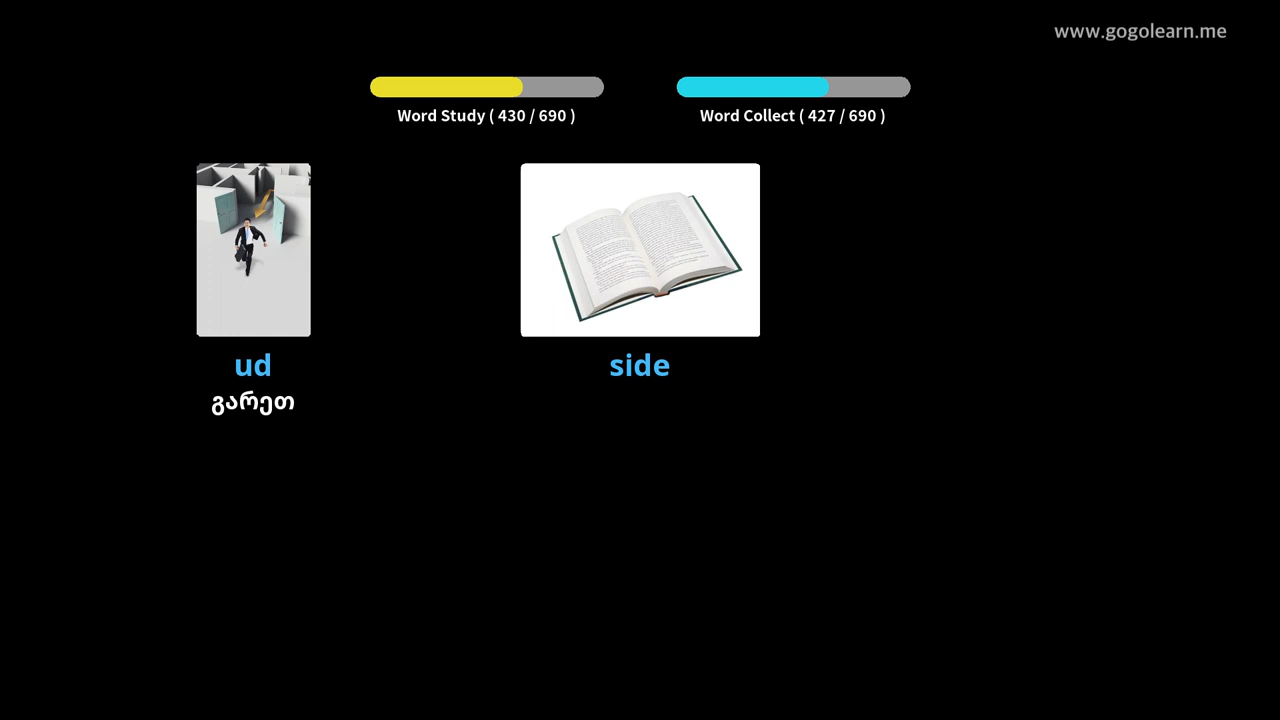 www.gogolearn.me
Word Study ( 430 / 690 )
Word Collect ( 427 / 690 )
ud
გარეთ
side